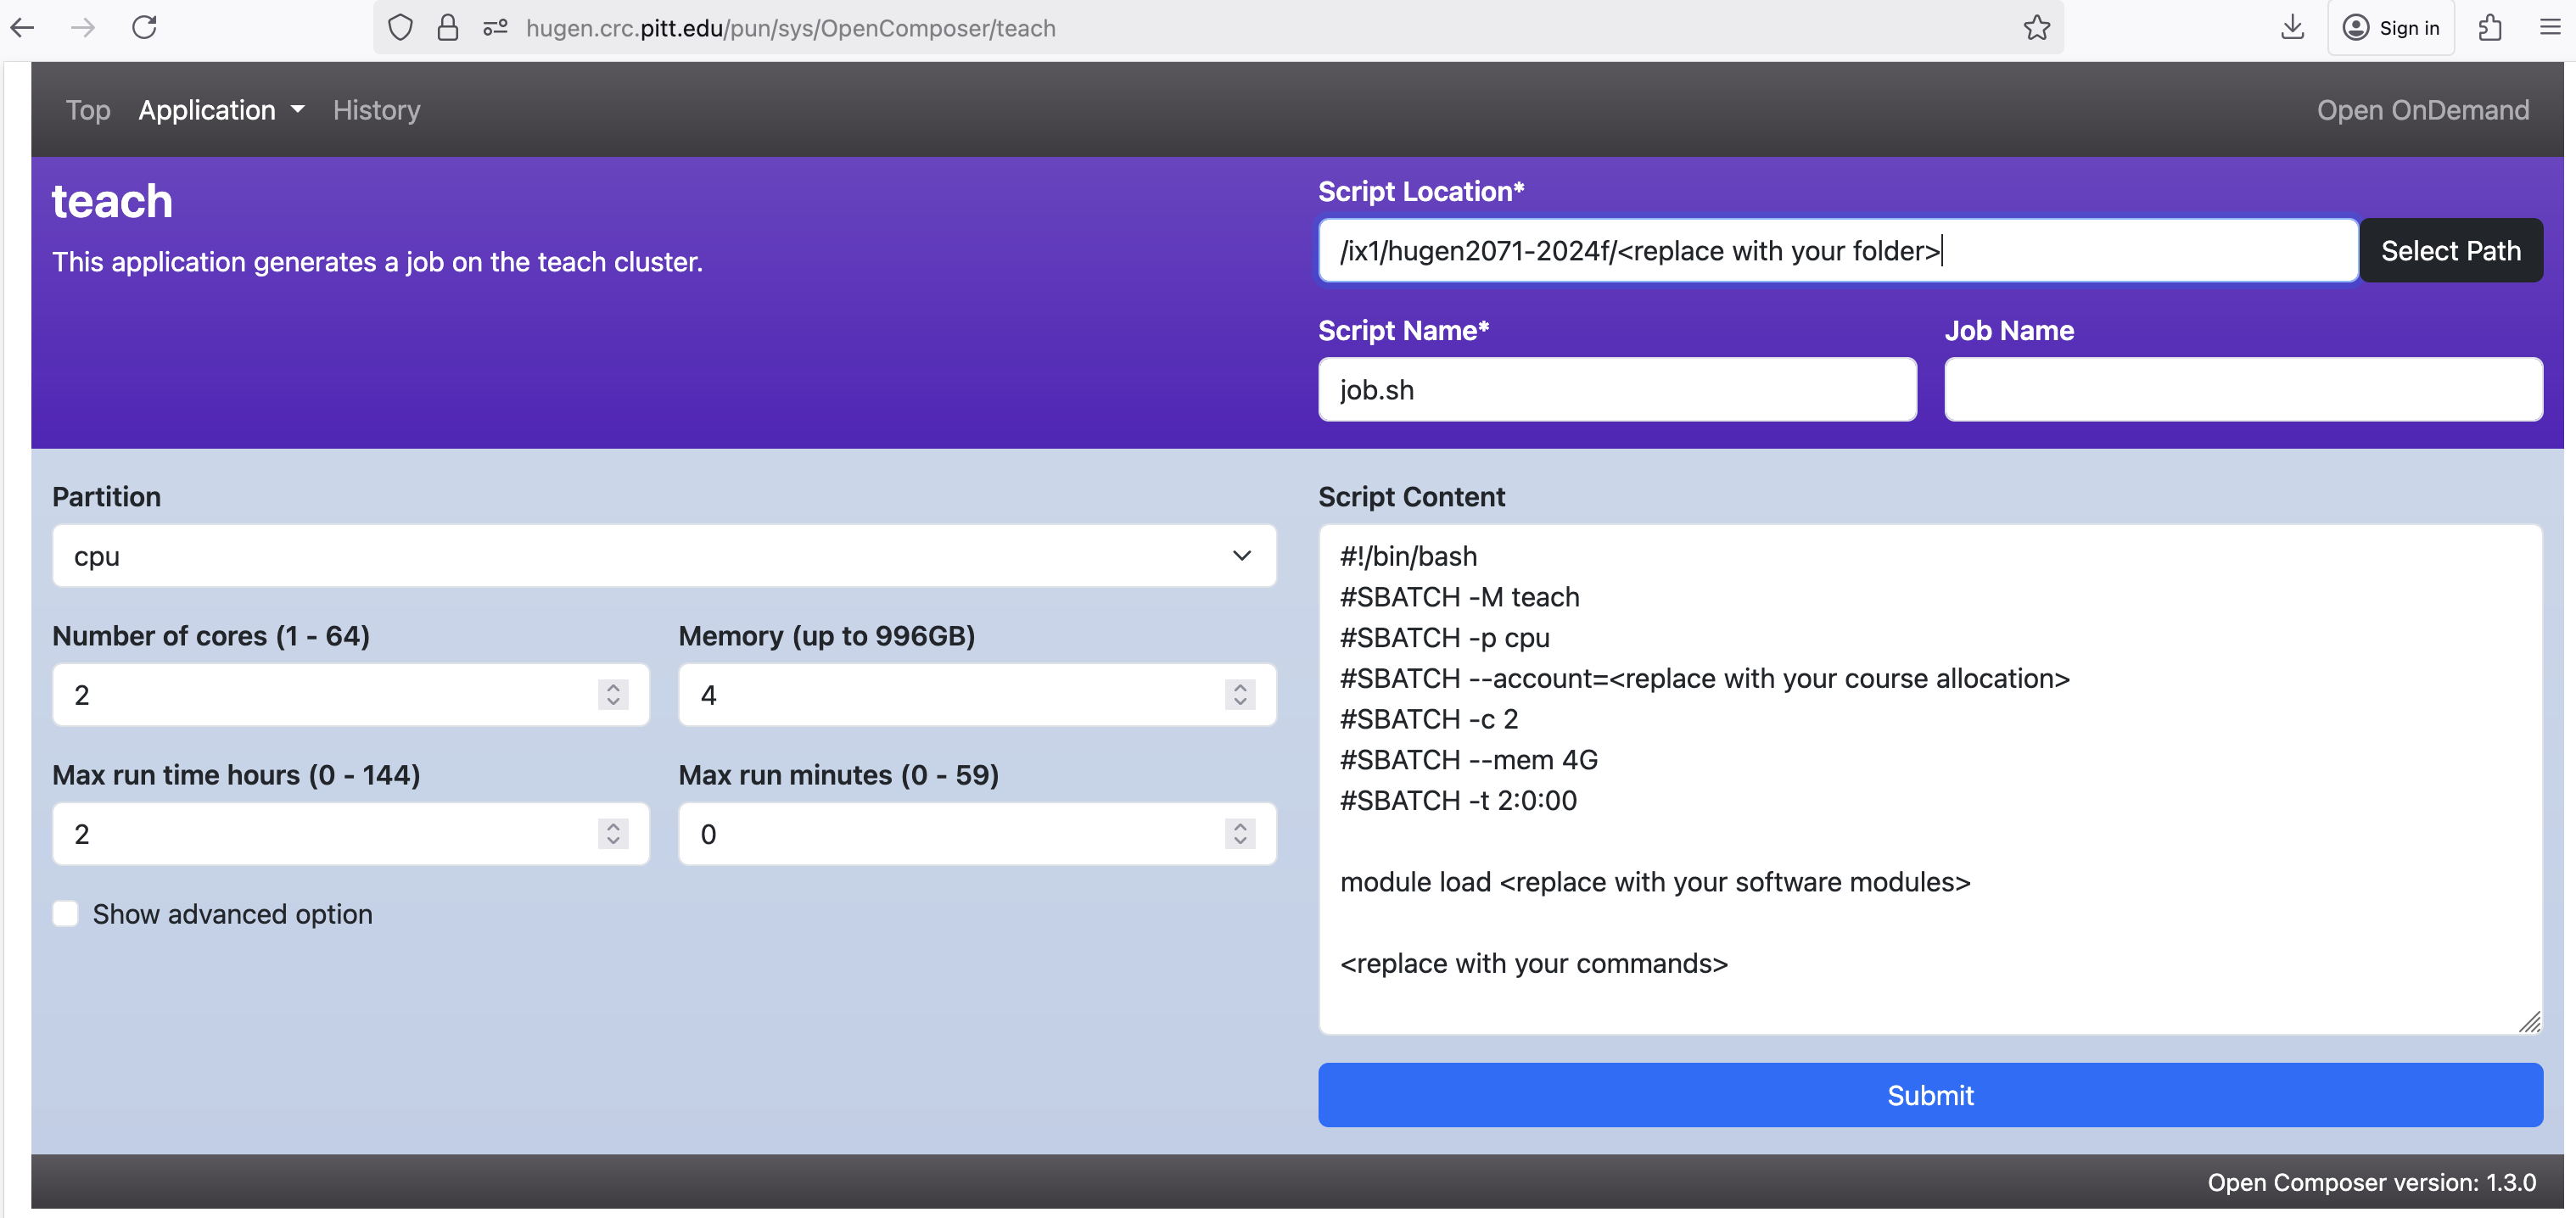 hugen.crc.pitt.edu/pun/sys/OpenComposer/teach
Sign in
Top Application History Open OnDemand
teach
This application generates a job on the teach cluster.
Script Location*
/ix1/hugen2071-2024f/<replace with your folder>
Select Path
Script Name*
job.sh
Job Name
Partition
cpu
Number of cores (1 - 64)
2
Memory (up to 996GB)
4
Max run time hours (0 - 144)
2
Max run minutes (0 - 59)
0
Show advanced option
Script Content
#!/bin/bash
#SBATCH -M teach
#SBATCH -p cpu
#SBATCH --account=<replace with your course allocation>
#SBATCH -c 2
#SBATCH --mem 4G
#SBATCH -t 2:0:00
module load <replace with your software modules>
<replace with your commands>
Submit
Open Composer version: 1.3.0